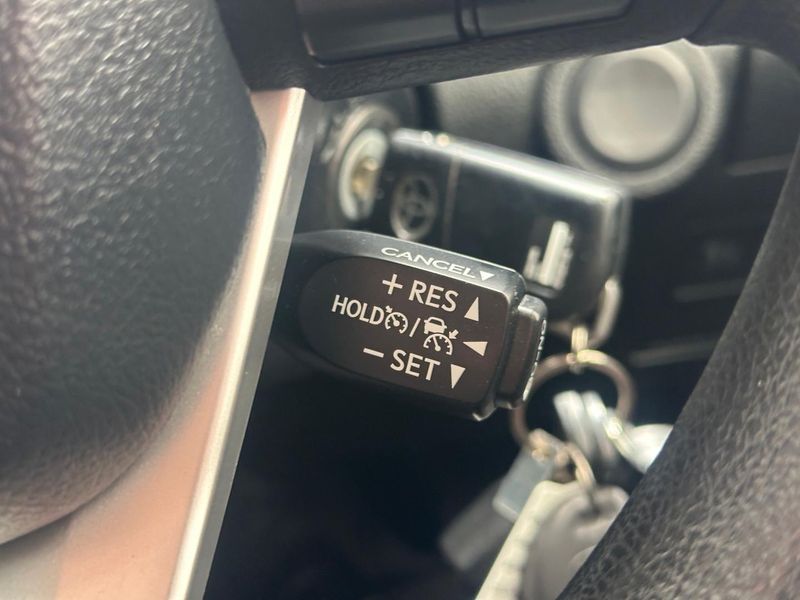 CANCEL▼
+ RES ▲
HOLD / ◀
− SET ▼